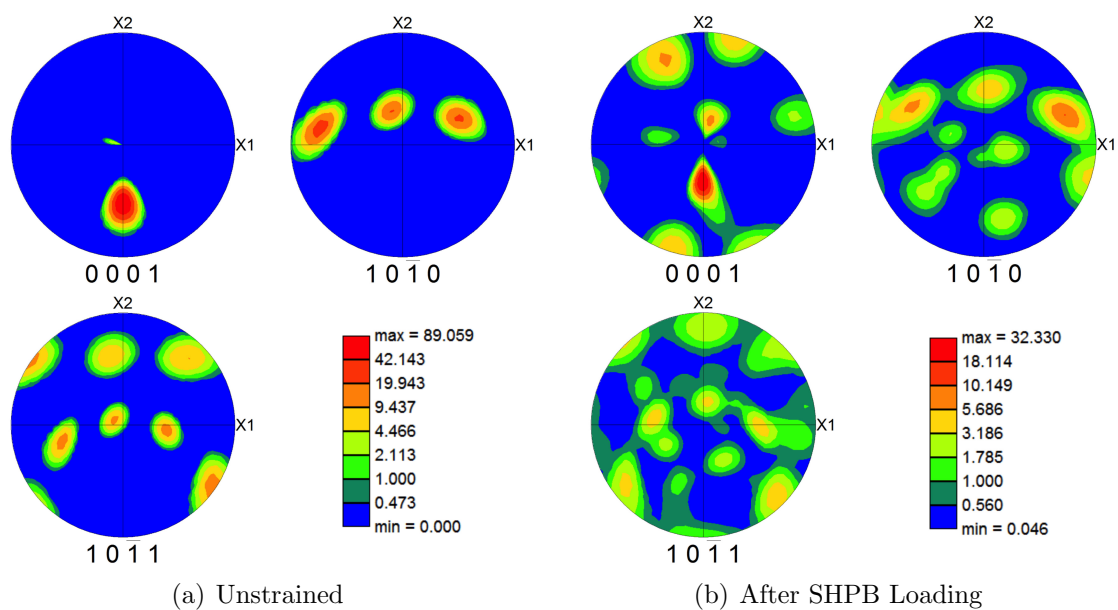 X2
X1
0 0 0 1
X2
X1
1 0 1̅ 0
X2
X1
1 0 1̅ 1
max = 89.059
42.143
19.943
9.437
4.466
2.113
1.000
0.473
min = 0.000
(a) Unstrained
X2
X1
0 0 0 1
X2
X1
1 0 1̅ 0
X2
X1
1 0 1̅ 1
max = 32.330
18.114
10.149
5.686
3.186
1.785
1.000
0.560
min = 0.046
(b) After SHPB Loading